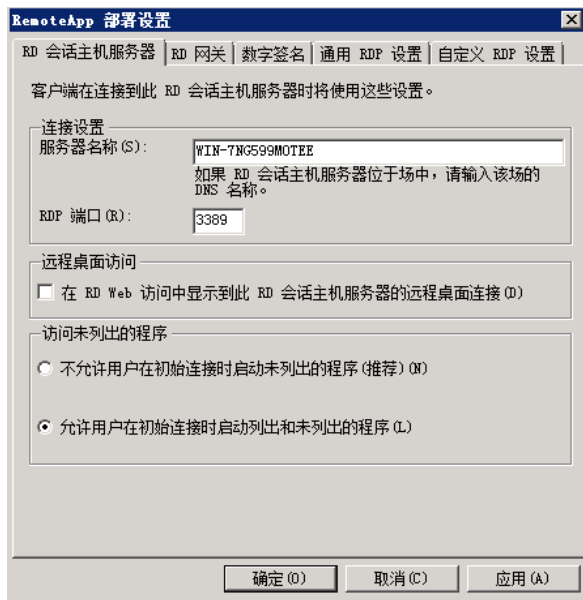 RemoteApp 部署设置
RD 会话主机服务器 RD 网关 数字签名 通用 RDP 设置 自定义 RDP 设置
客户端在连接到此 RD 会话主机服务器时将使用这些设置。
连接设置
服务器名称(S): WIN-7NG599MOTEE
如果 RD 会话主机服务器位于场中，请输入该场的
DNS 名称。
RDP 端口(R): 3389
远程桌面访问
在 RD Web 访问中显示到此 RD 会话主机服务器的远程桌面连接(D)
访问未列出的程序
不允许用户在初始连接时启动未列出的程序(推荐)(N)
允许用户在初始连接时启动列出和未列出的程序(L)
确定(O) 取消(C) 应用(A)